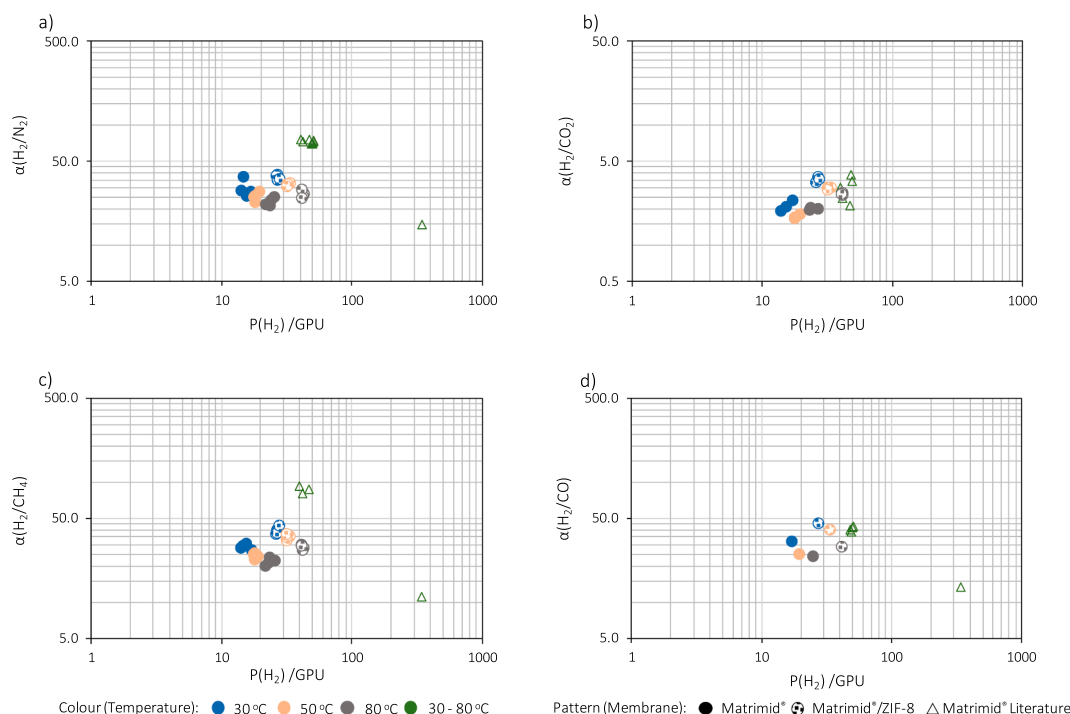 a)
500.0
50.0
5.0
α(H₂/N₂)
1 10 100 1000
P(H₂) /GPU
b)
50.0
5.0
0.5
α(H₂/CO₂)
1 10 100 1000
P(H₂) /GPU
c)
500.0
50.0
5.0
α(H₂/CH₄)
1 10 100 1000
P(H₂) /GPU
d)
500.0
50.0
5.0
α(H₂/CO)
1 10 100 1000
P(H₂) /GPU
Colour (Temperature): 30 ºC 50 ºC 80 ºC 30 - 80 ºC Pattern (Membrane): Matrimid® Matrimid®/ZIF-8 Matrimid® Literature